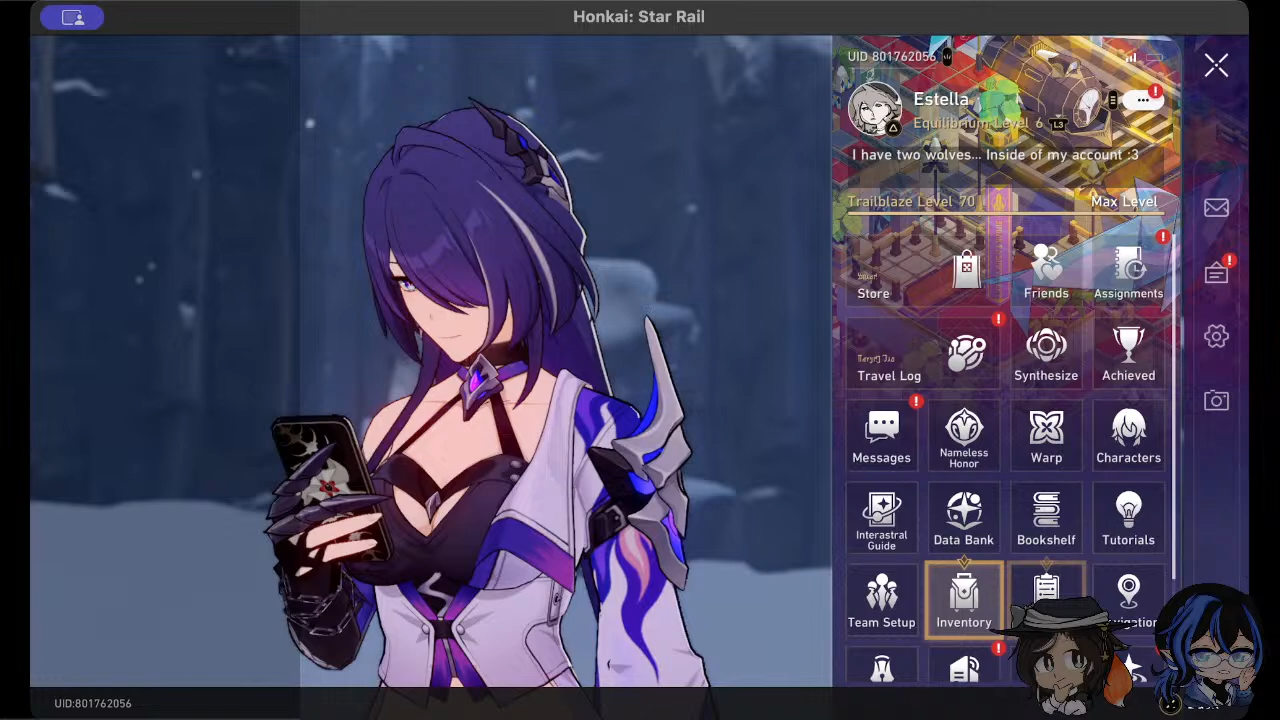 Honkai: Star Rail
UID 801762056
Estella
Equilibrium Level 6
L3
I have two wolves... Inside of my account :3
Trailblaze Level 70
Max Level
Store
Friends
Assignments
Travel Log
Synthesize
Achieved
Messages
Nameless
Honor
Warp
Characters
Interastral
Guide
Data Bank
Bookshelf
Tutorials
Team Setup
Inventory
UID:801762056